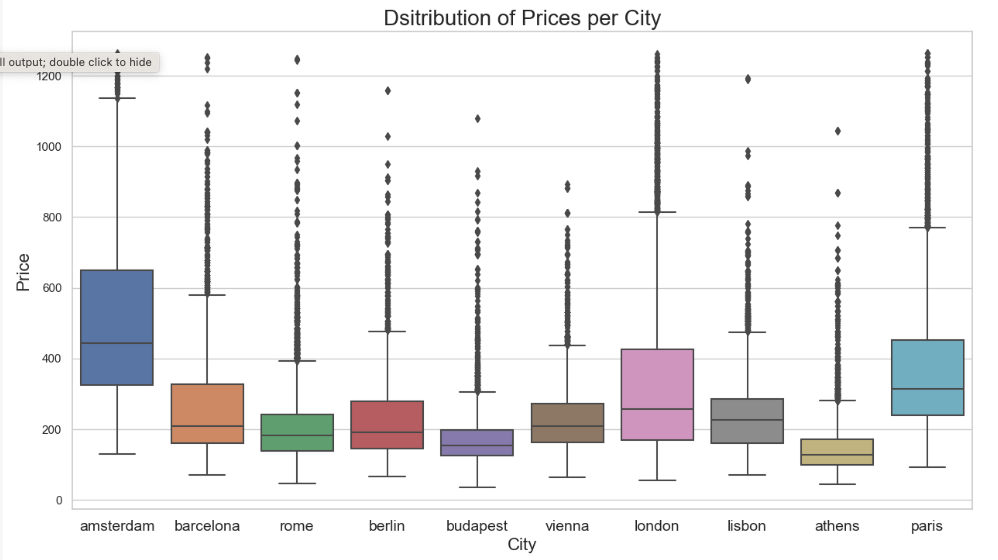 Dsitribution of Prices per City
ll output; double click to hide
1200
1000
800
600
400
200
0
Price
amsterdam barcelona rome berlin budapest vienna london lisbon athens paris
City